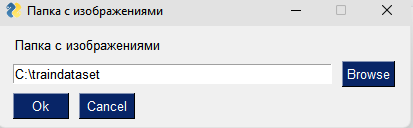 Папка с изображениями
Папка с изображениями
C:\traindataset
Browse
Ok Cancel